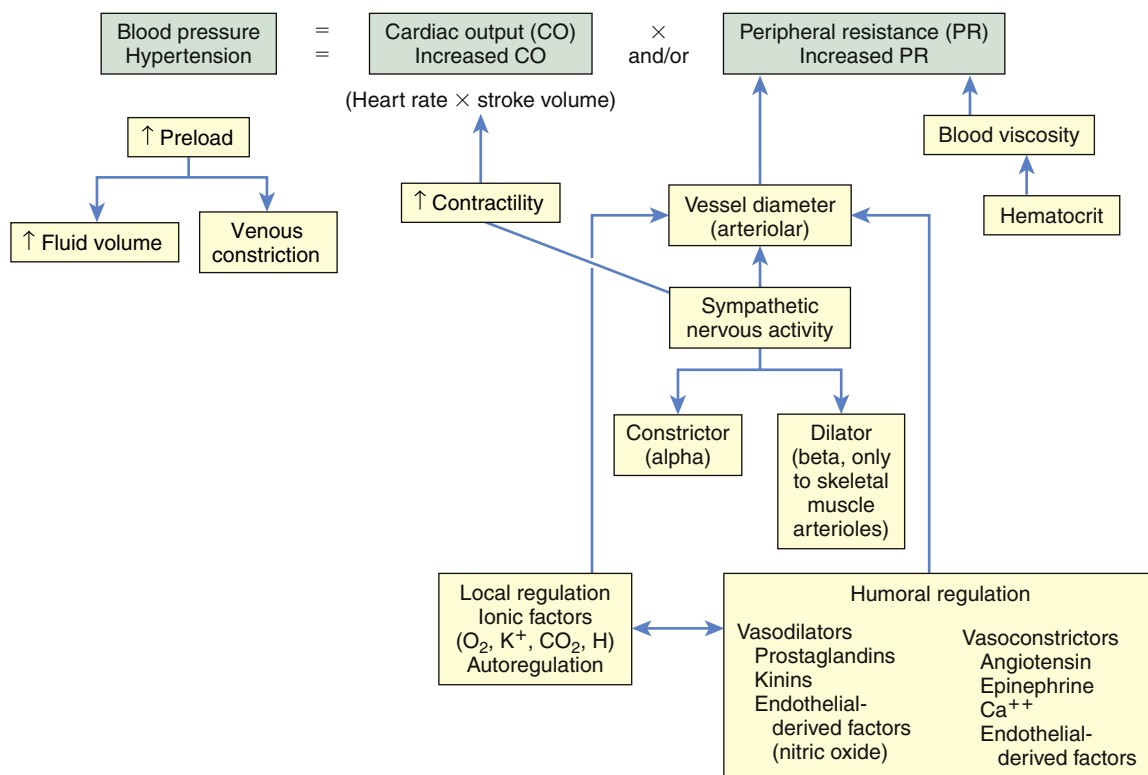 Blood pressure = Cardiac output (CO) × Peripheral resistance (PR)
Hypertension = Increased CO and/or Increased PR
(Heart rate × stroke volume)
↑ Preload
Blood viscosity
↑ Contractility
Vessel diameter
(arteriolar)
Hematocrit
↑ Fluid volume
Venous
constriction
Sympathetic
nervous activity
Constrictor
(alpha)
Dilator
(beta, only
to skeletal
muscle
arterioles)
Local regulation
Ionic factors
(O₂, K⁺, CO₂, H)
Autoregulation
Humoral regulation
Vasodilators
Prostaglandins
Kinins
Endothelial-
derived factors
(nitric oxide)
Vasoconstrictors
Angiotensin
Epinephrine
Ca⁺⁺
Endothelial-
derived factors